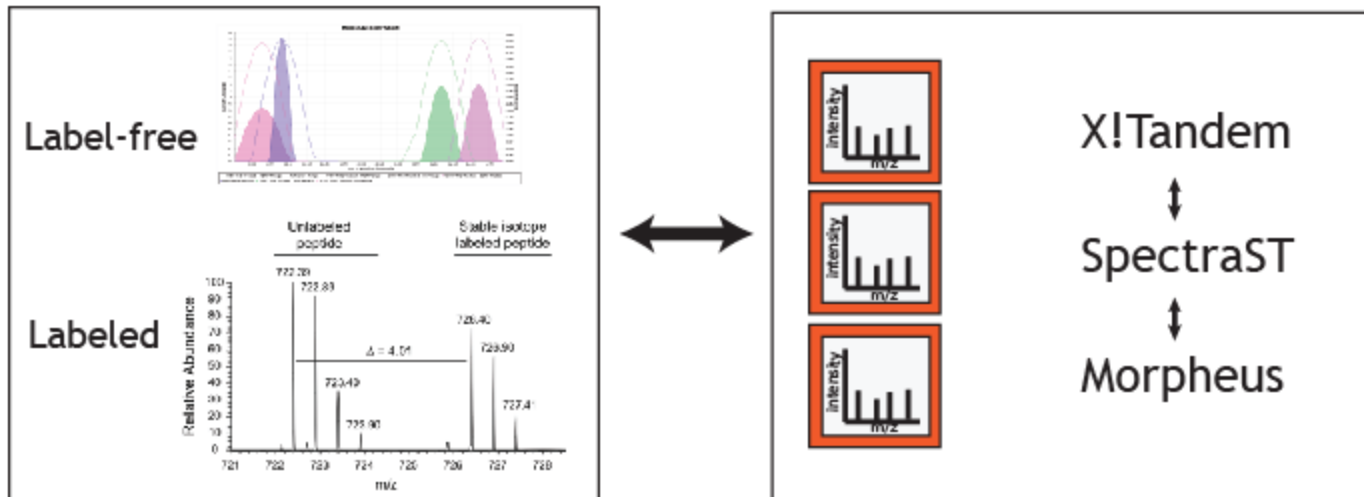 Label-free
Unlabeled
peptide
Stable isotope
labeled peptide
Labeled
Relative Abundance
100
90
80
70
60
50
40
30
20
10
0
722.39
722.89
Δ = 4.01
723.40
723.90
726.40
726.90
727.41
721
722
723
724
725
726
727
728
m/z
intensity
m/z
intensity
m/z
intensity
m/z
X!Tandem
SpectraST
Morpheus